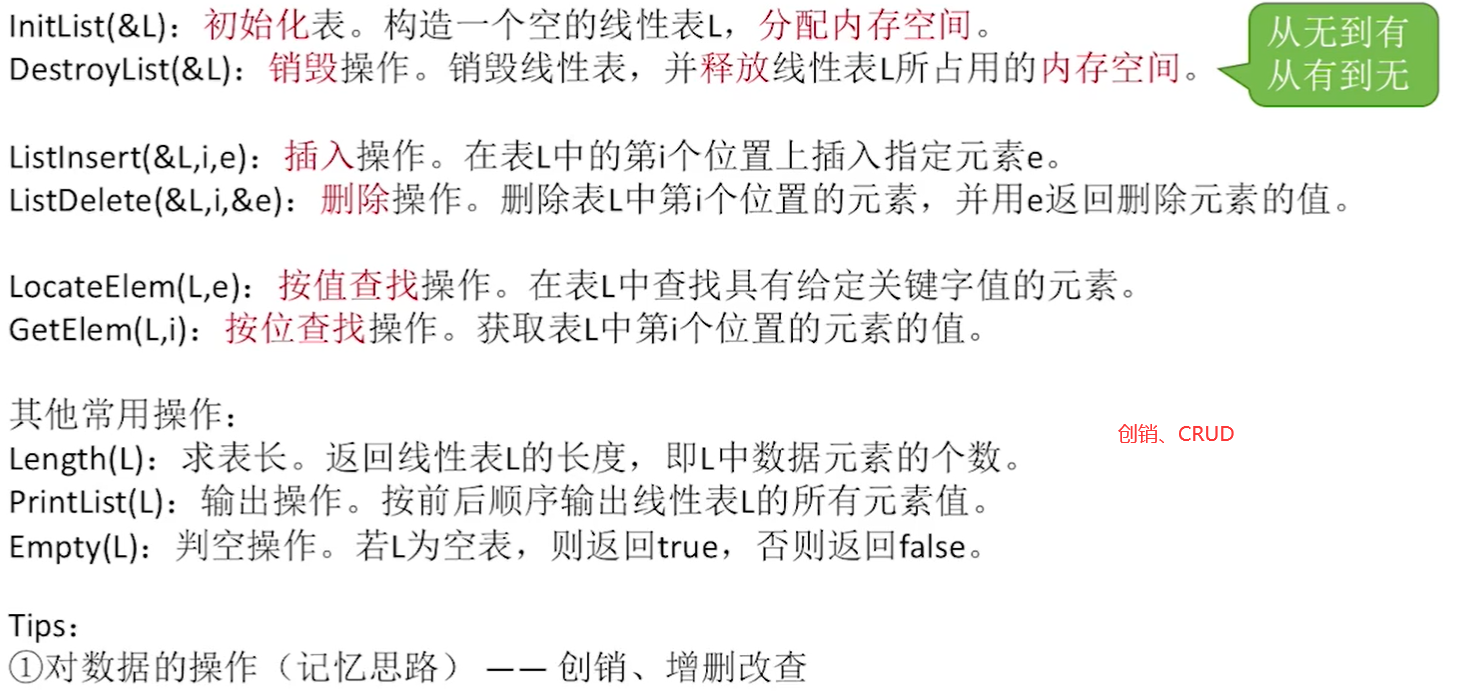 InitList(&L)：初始化表。构造一个空的线性表L，分配内存空间。
DestroyList(&L)：销毁操作。销毁线性表，并释放线性表L所占用的内存空间。
从无到有
从有到无
ListInsert(&L,i,e)：插入操作。在表L中的第i个位置上插入指定元素e。
ListDelete(&L,i,&e)：删除操作。删除表L中第i个位置的元素，并用e返回删除元素的值。
LocateElem(L,e)：按值查找操作。在表L中查找具有给定关键字值的元素。
GetElem(L,i)：按位查找操作。获取表L中第i个位置的元素的值。
其他常用操作：
创销、CRUD
Length(L)：求表长。返回线性表L的长度，即L中数据元素的个数。
PrintList(L)：输出操作。按前后顺序输出线性表L的所有元素值。
Empty(L)：判空操作。若L为空表，则返回true，否则返回false。
Tips：
①对数据的操作（记忆思路） —— 创销、增删改查